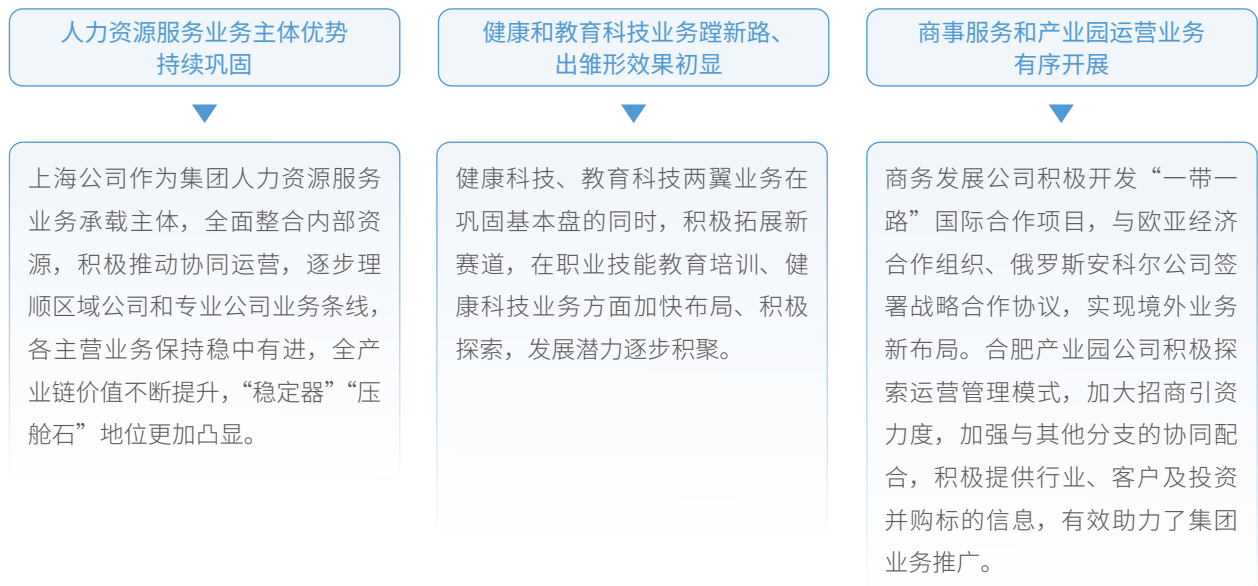 人力资源服务业务主体优势
持续巩固
上海公司作为集团人力资源服务
业务承载主体，全面整合内部资
源，积极推动协同运营，逐步理
顺区域公司和专业公司业务条线，
各主营业务保持稳中有进，全产
业链价值不断提升，“稳定器”“压
舱石”地位更加凸显。
健康和教育科技业务蹚新路、
出雏形效果初显
健康科技、教育科技两翼业务在
巩固基本盘的同时，积极拓展新
赛道，在职业技能教育培训、健
康科技业务方面加快布局、积极
探索，发展潜力逐步积聚。
商事服务和产业园运营业务
有序开展
商务发展公司积极开发“一带一
路”国际合作项目，与欧亚经济
合作组织、俄罗斯安科尔公司签
署战略合作协议，实现境外业务
新布局。合肥产业园公司积极探
索运营管理模式，加大招商引资
力度，加强与其他分支的协同配
合，积极提供行业、客户及投资
并购标的信息，有效助力了集团
业务推广。